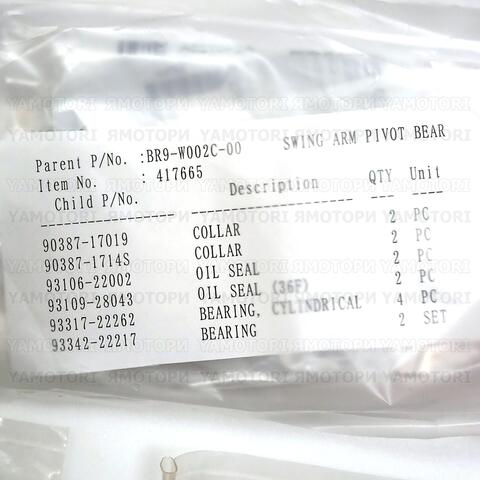 YAMOTORI ЯМОТОРИ YAMOTORI ЯМОТОРИ YAMOTORI
Parent P/No. :BR9-W002C-00 SWING ARM PIVOT BEAR
Item No. : 417665
Child P/No. Description QTY Unit
90387-17019 COLLAR 2 PC
90387-1714S COLLAR 2 PC
93106-22002 OIL SEAL 2 PC
93109-28043 OIL SEAL (36F) 2 PC
93317-22262 BEARING, CYLINDRICAL 4 PC
93342-22217 BEARING 2 SET